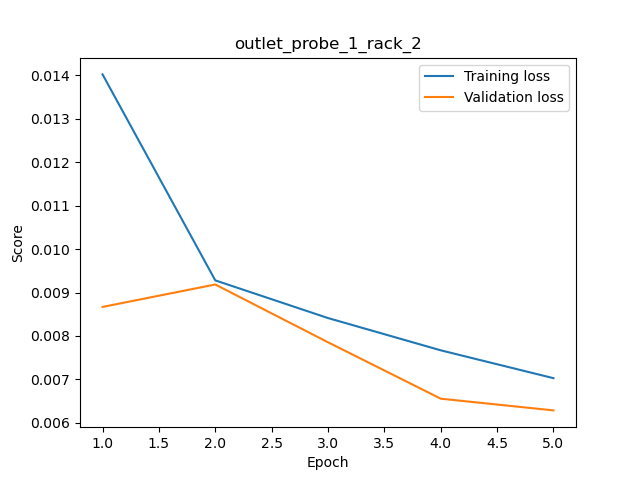 outlet_probe_1_rack_2
Training loss
Validation loss
0.014
0.013
0.012
0.011
0.010
0.009
0.008
0.007
0.006
Score
1.0 1.5 2.0 2.5 3.0 3.5 4.0 4.5 5.0
Epoch